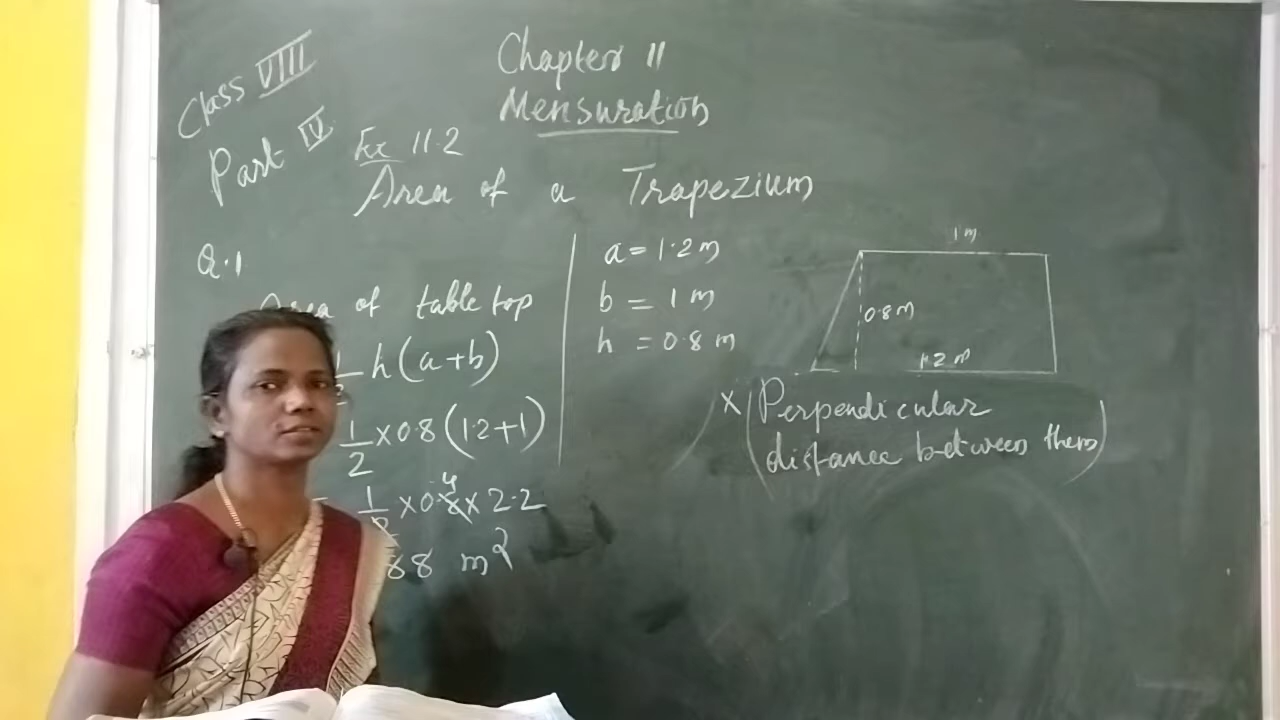 Class VIII
Part IV
Chapter 11
Mensuration
Ex 11.2
Area of a Trapezium
Q.1
Area of table top
h(a+b)
1/2 × 0.8 (1.2+1)
= 1/2 × 0.8 4 × 2.2
88 m²
a = 1.2 m
b = 1 m
h = 0.8 m
1 m
0.8 m
1.2 m
× (Perpendicular
distance between them)